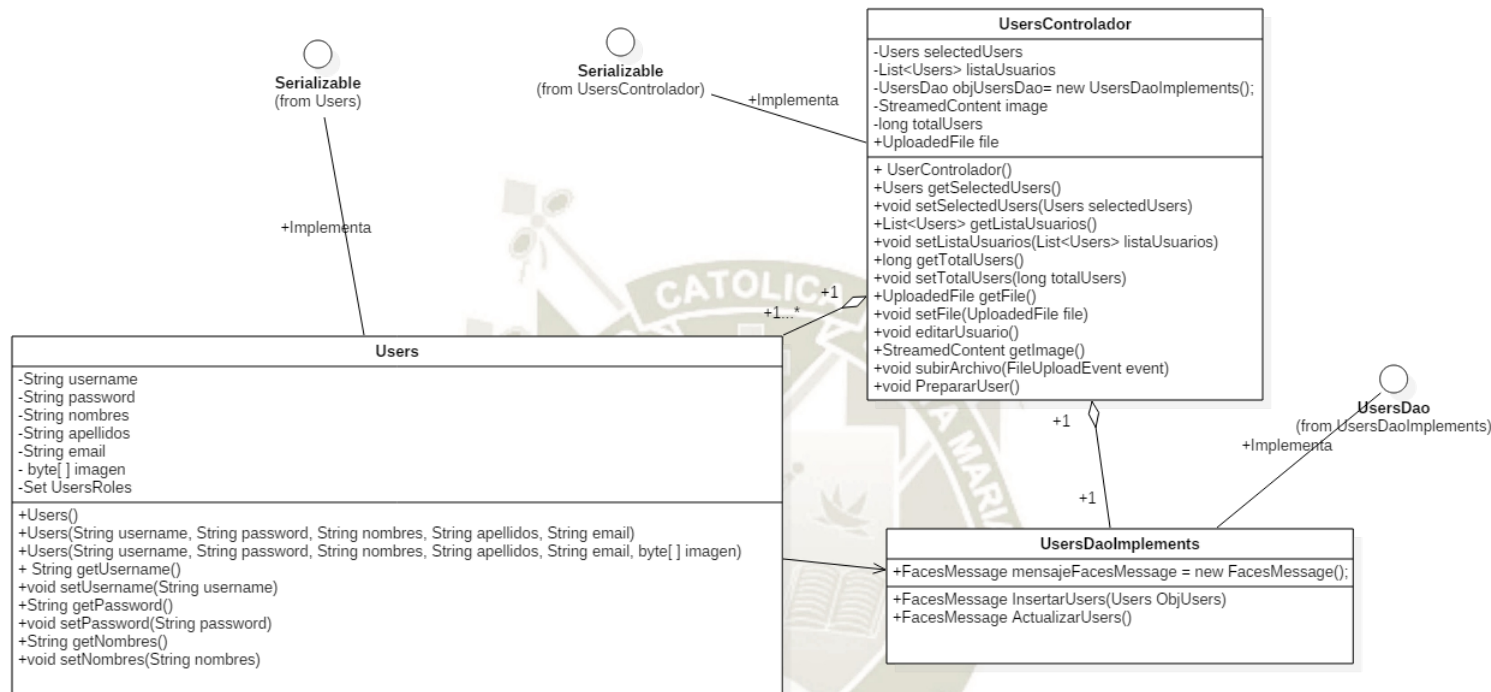 UsersControlador
-Users selectedUsers
-List<Users> listaUsuarios
-UsersDao objUsersDao= new UsersDaoImplements();
-StreamedContent image
-long totalUsers
+UploadedFile file
+ UserControlador()
+Users getSelectedUsers()
+void setSelectedUsers(Users selectedUsers)
+List<Users> getListaUsuarios()
+void setListaUsuarios(List<Users> listaUsuarios)
+long getTotalUsers()
+void setTotalUsers(long totalUsers)
+UploadedFile getFile()
+void setFile(UploadedFile file)
+void editarUsuario()
+StreamedContent getImage()
+void subirArchivo(FileUploadEvent event)
+void PrepararUser()
Serializable
(from Users)
+Implementa
Serializable
(from UsersControlador)
+Implementa
CATOLICA
MARIA
+1
+1...*
Users
-String username
-String password
-String nombres
-String apellidos
-String email
- byte[ ] imagen
-Set UsersRoles
+Users()
+Users(String username, String password, String nombres, String apellidos, String email)
+Users(String username, String password, String nombres, String apellidos, String email, byte[ ] imagen)
+ String getUsername()
+void setUsername(String username)
+String getPassword()
+void setPassword(String password)
+String getNombres()
+void setNombres(String nombres)
+1
+1
UsersDao
(from UsersDaoImplements)
+Implementa
UsersDaoImplements
+FacesMessage mensajeFacesMessage = new FacesMessage();
+FacesMessage InsertarUsers(Users ObjUsers)
+FacesMessage ActualizarUsers()